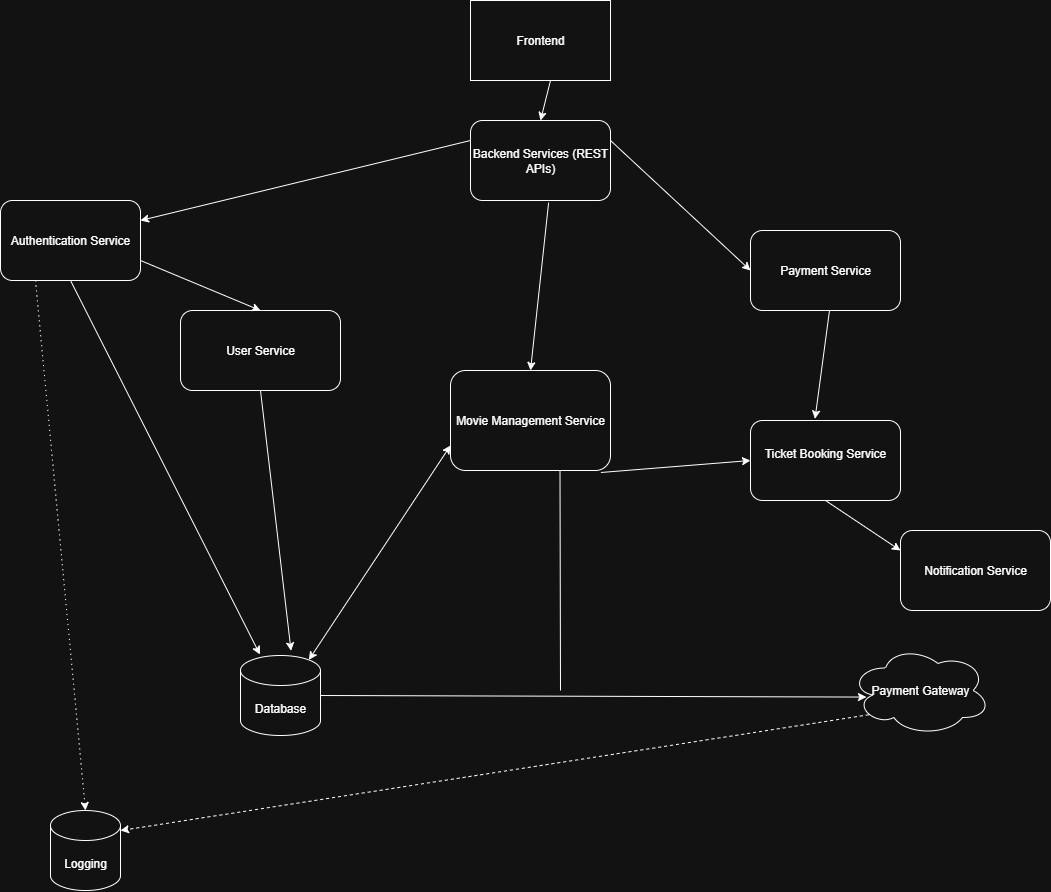 Frontend
Backend Services (REST
APIs)
Authentication Service
Payment Service
User Service
Movie Management Service
Ticket Booking Service
Notification Service
Payment Gateway
Database
Logging